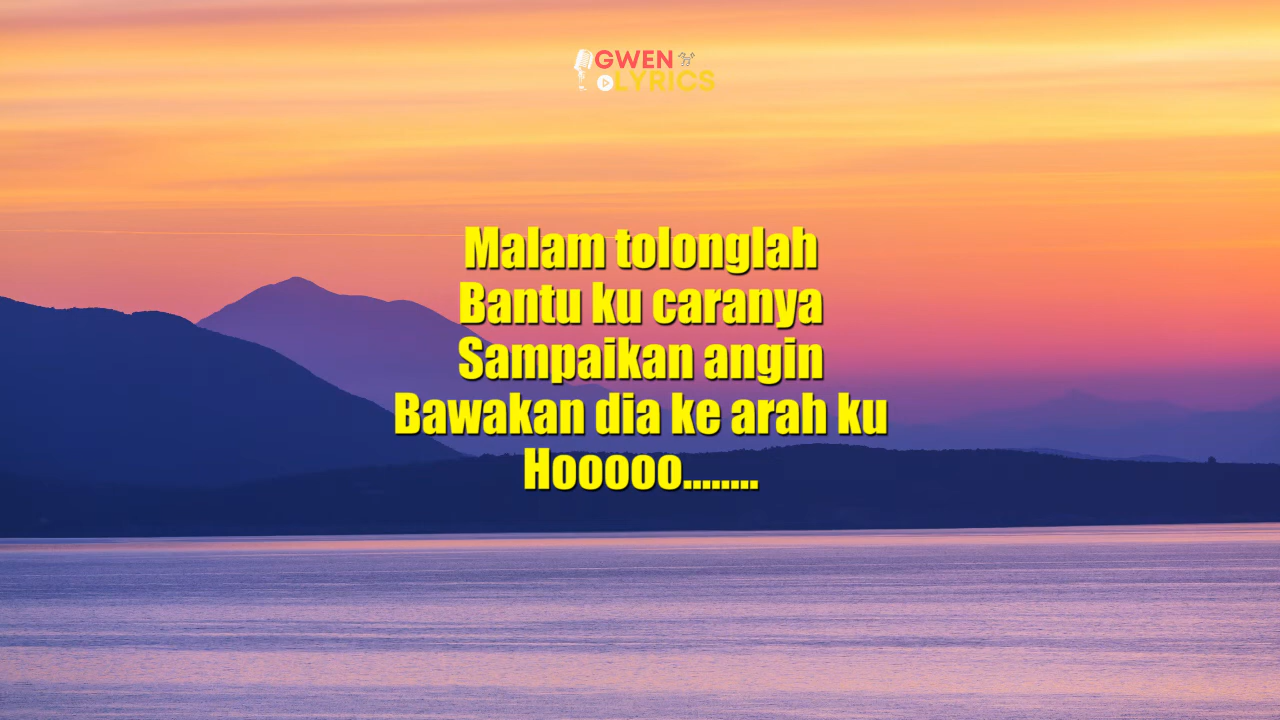 GWEN
LYRICS
Malam tolonglah
Bantu ku caranya
Sampaikan angin
Bawakan dia ke arah ku
Hooooo........